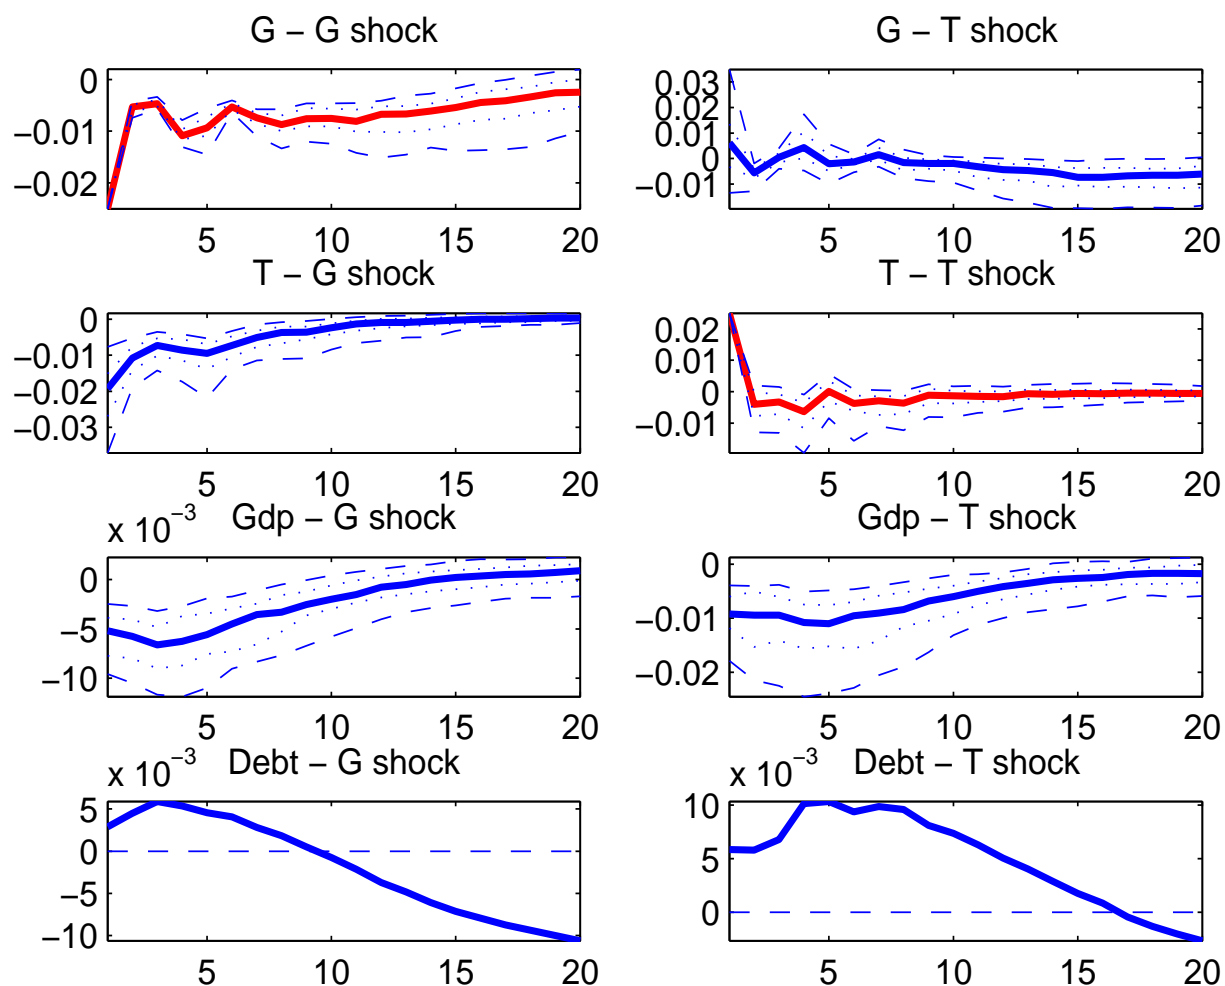 G – G shock
G – T shock
0
−0.01
−0.02
5 10 15 20
0.03
0.02
0.01
0
−0.01
5 10 15 20
T – G shock
T – T shock
0
−0.01
−0.02
−0.03
5 10 15 20
0.02
0.01
0
−0.01
5 10 15 20
x 10⁻³ Gdp – G shock
Gdp – T shock
0
−5
−10
5 10 15 20
0
−0.01
−0.02
5 10 15 20
x 10⁻³ Debt – G shock
x 10⁻³ Debt – T shock
5
0
−5
−10
5 10 15 20
10
5
0
5 10 15 20